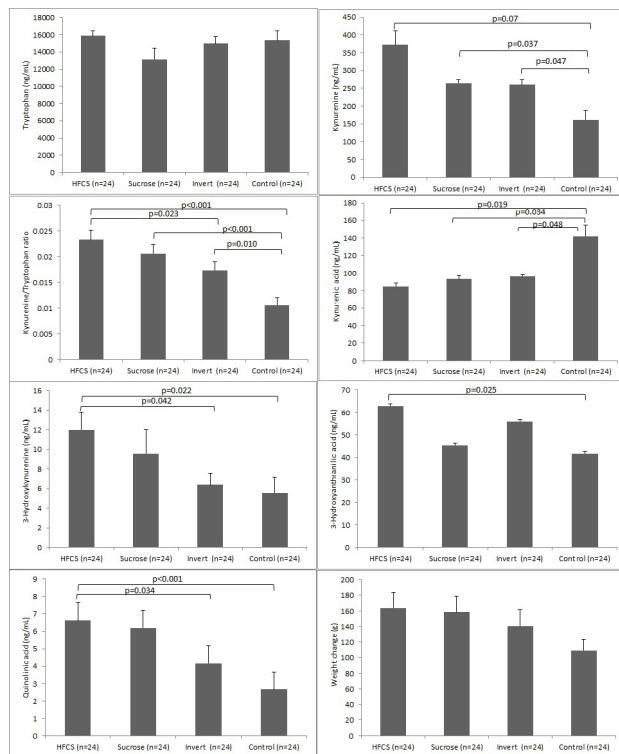 18000
16000
14000
12000
10000
8000
6000
4000
2000
0
Tryptophan (ng/mL)
HFCS (n=24) Sucrose (n=24) Invert (n=24) Control (n=24)
450
400
350
300
250
200
150
100
50
0
Kynurenine (ng/mL)
p=0.07
p=0.037
p=0.047
HFCS (n=24) Sucrose (n=24) Invert (n=24) Control (n=24)
0.03
0.025
0.02
0.015
0.01
0.005
0
Kynurenine/Tryptophan ratio
p<0.001
p=0.023
p<0.001
p=0.010
HFCS (n=24) Sucrose (n=24) Invert (n=24) Control (n=24)
180
160
140
120
100
80
60
40
20
0
Kynurenic acid (ng/mL)
p=0.019
p=0.034
p=0.048
HFCS (n=24) Sucrose (n=24) Invert (n=24) Control (n=24)
16
14
12
10
8
6
4
2
0
3-Hydroxykynurenine (ng/mL)
p=0.022
p=0.042
HFCS (n=24) Sucrose (n=24) Invert (n=24) Control (n=24)
70
60
50
40
30
20
10
0
3-Hydroxyanthranilic acid (ng/mL)
p=0.025
HFCS (n=24) Sucrose (n=24) Invert (n=24) Control (n=24)
9
8
7
6
5
4
3
2
1
0
Quinolinic acid (ng/mL)
p<0.001
p=0.034
HFCS (n=24) Sucrose (n=24) Invert (n=24) Control (n=24)
200
180
160
140
120
100
80
60
40
20
0
Weight change (g)
HFCS (n=24) Sucrose (n=24) Invert (n=24) Control (n=24)